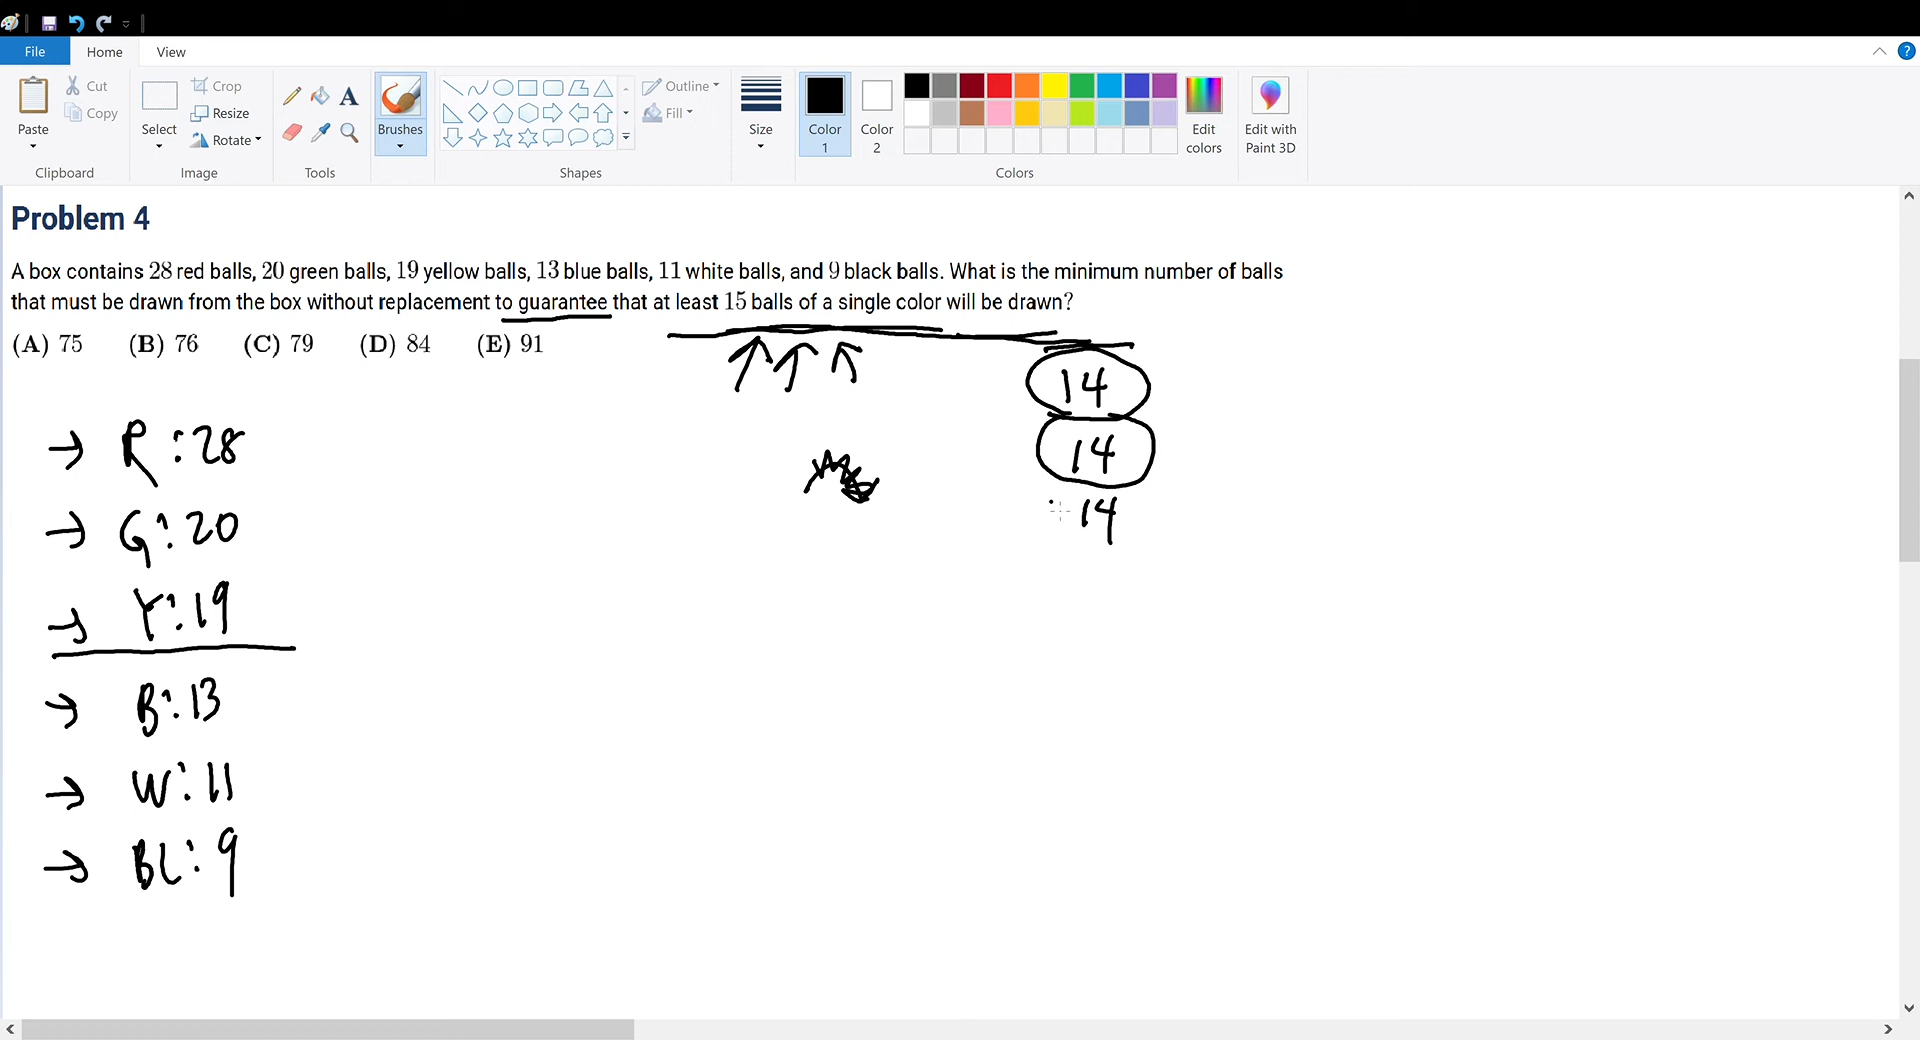 File Home View
Paste
Cut
Copy
Clipboard
Select
Crop
Resize
Rotate
Image
A
Tools
Brushes
Outline
Fill
Shapes
Size
Color 1
Color 2
Edit colors
Colors
Edit with Paint 3D
?
Problem 4
A box contains 28 red balls, 20 green balls, 19 yellow balls, 13 blue balls, 11 white balls, and 9 black balls. What is the minimum number of balls
that must be drawn from the box without replacement to guarantee that at least 15 balls of a single color will be drawn?
(A) 75 (B) 76 (C) 79 (D) 84 (E) 91
14
→ R: 28
14
→ G: 20
14
→ Y: 19
→ B: 13
→ W: 11
→ BL: 9